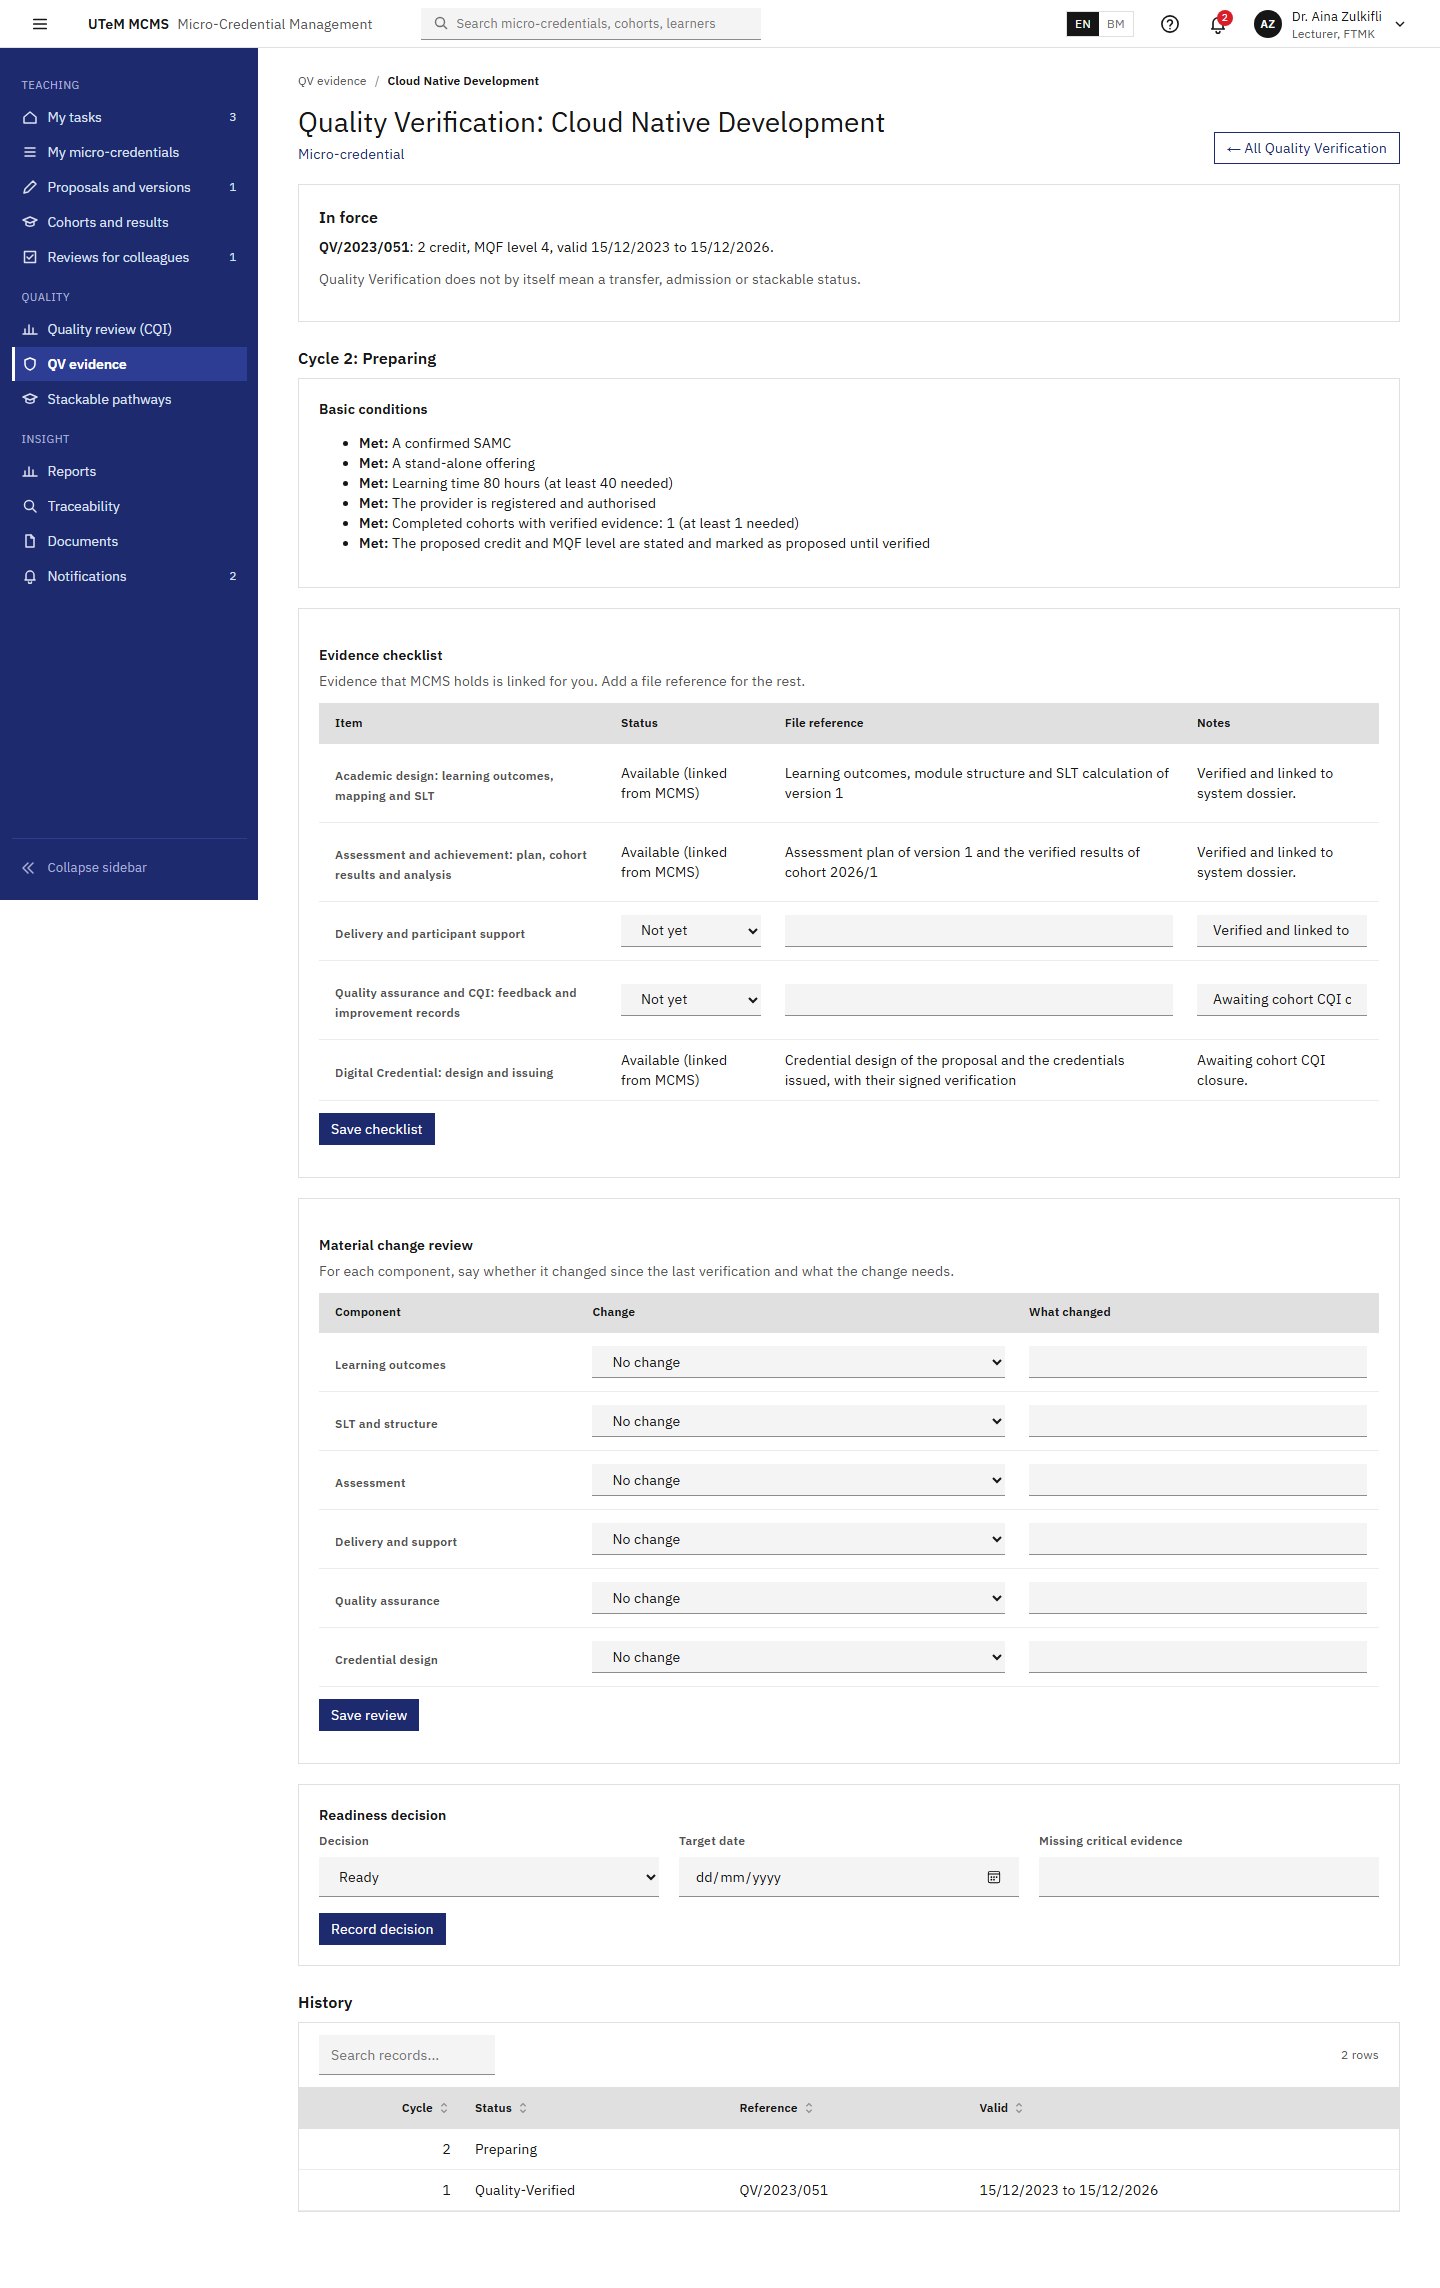 UTeM MCMS Micro-Credential Management
Search micro-credentials, cohorts, learners
EN BM
2
AZ
Dr. Aina Zulkifli
Lecturer, FTMK
TEACHING
My tasks 3
My micro-credentials
Proposals and versions 1
Cohorts and results
Reviews for colleagues 1
QUALITY
Quality review (CQI)
QV evidence
Stackable pathways
INSIGHT
Reports
Traceability
Documents
Notifications 2
Collapse sidebar
QV evidence / Cloud Native Development
Quality Verification: Cloud Native Development
Micro-credential
← All Quality Verification
In force
QV/2023/051: 2 credit, MQF level 4, valid 15/12/2023 to 15/12/2026.
Quality Verification does not by itself mean a transfer, admission or stackable status.
Cycle 2: Preparing
Basic conditions
• Met: A confirmed SAMC
• Met: A stand-alone offering
• Met: Learning time 80 hours (at least 40 needed)
• Met: The provider is registered and authorised
• Met: Completed cohorts with verified evidence: 1 (at least 1 needed)
• Met: The proposed credit and MQF level are stated and marked as proposed until verified
Evidence checklist
Evidence that MCMS holds is linked for you. Add a file reference for the rest.
Item Status File reference Notes
Academic design: learning outcomes,
mapping and SLT
Available (linked
from MCMS)
Learning outcomes, module structure and SLT calculation of
version 1
Verified and linked to
system dossier.
Assessment and achievement: plan, cohort
results and analysis
Available (linked
from MCMS)
Assessment plan of version 1 and the verified results of
cohort 2026/1
Verified and linked to
system dossier.
Delivery and participant support Not yet Verified and linked to
Quality assurance and CQI: feedback and
improvement records
Not yet
Awaiting cohort CQI c
Digital Credential: design and issuing
Available (linked
from MCMS)
Credential design of the proposal and the credentials
issued, with their signed verification
Awaiting cohort CQI
closure.
Save checklist
Material change review
For each component, say whether it changed since the last verification and what the change needs.
Component Change What changed
Learning outcomes No change
SLT and structure No change
Assessment No change
Delivery and support No change
Quality assurance No change
Credential design No change
Save review
Readiness decision
Decision Target date Missing critical evidence
Ready dd/mm/yyyy
Record decision
History
Search records... 2 rows
Cycle Status Reference Valid
2 Preparing
1 Quality-Verified QV/2023/051 15/12/2023 to 15/12/2026